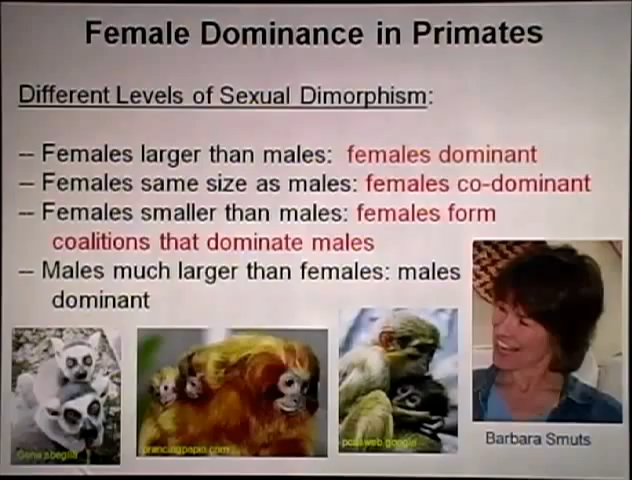 Female Dominance in Primates
Different Levels of Sexual Dimorphism:
-- Females larger than males: females dominant
-- Females same size as males: females co-dominant
-- Females smaller than males: females form
coalitions that dominate males
-- Males much larger than females: males
dominant
prancingpapio.com
Barbara Smuts